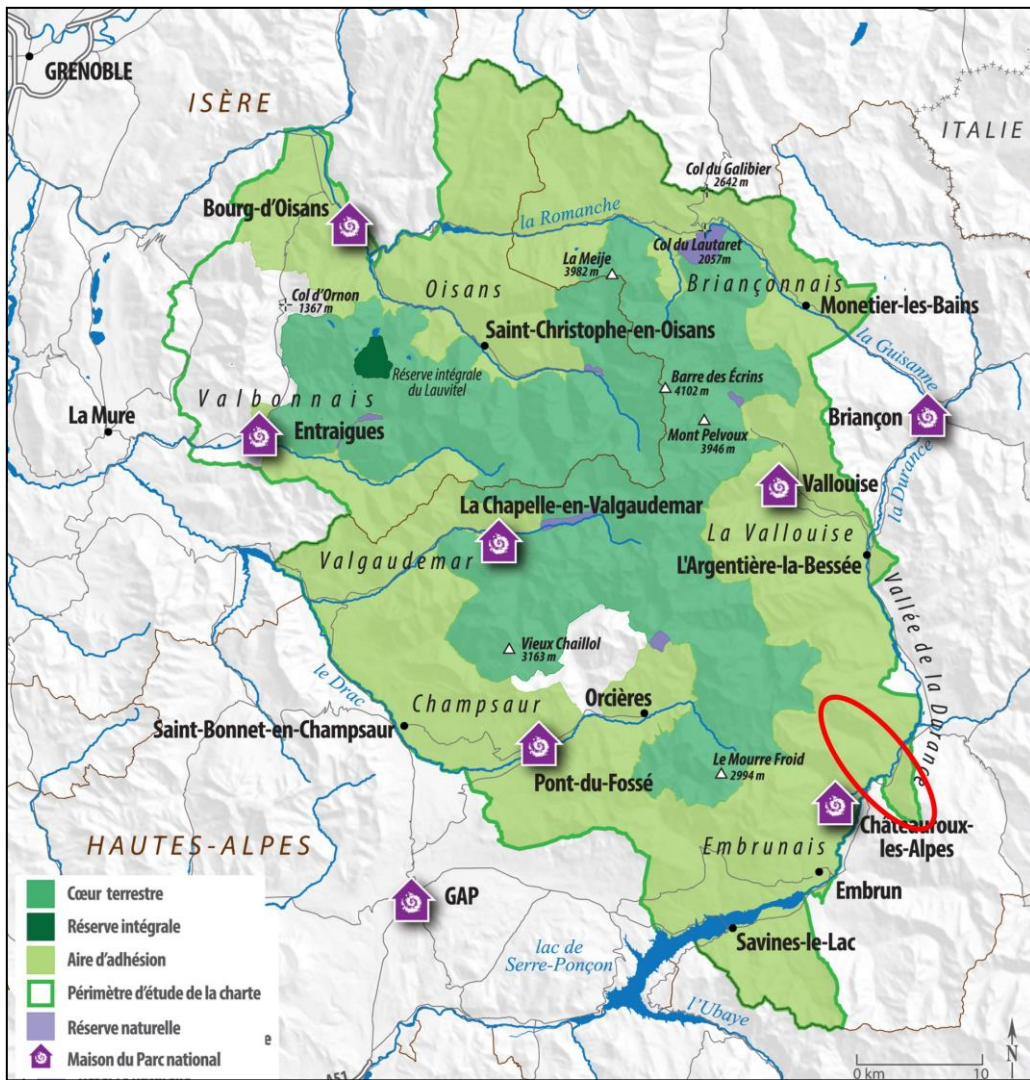 GRENOBLE
ISÈRE
ITALIE
Col du Galibier
2642 m
Bourg-d'Oisans
la Romanche
Col du Lautaret
2057m
La Meije
3982 m
Briançonnais
Oisans
Col d'Ornon
1367 m
Monetier-les-Bains
Saint-Christophe-en-Oisans
la Guisanne
Réserve intégrale
du Lauvitel
Barre des Écrins
4102 m
Valbonnais
La Mure
Entraigues
Mont Pelvoux
3946 m
Briançon
Vallouise
la Durance
La Chapelle-en-Valgaudemar
La Vallouise
Valgaudemar
L'Argentière-la-Bessée
Vallée de la Durance
Vieux Chaillol
3163 m
le Drac
Champsaur
Orcières
Saint-Bonnet-en-Champsaur
Pont-du-Fossé
Le Mourre Froid
2994 m
Châteauroux-
les-Alpes
HAUTES-ALPES
Embrunais
Embrun
GAP
Savines-le-Lac
lac de
Serre-Ponçon
l'Ubaye
Cœur terrestre
Réserve intégrale
Aire d'adhésion
Périmètre d'étude de la charte
Réserve naturelle
e
Maison du Parc national
A51
N
0 km
10